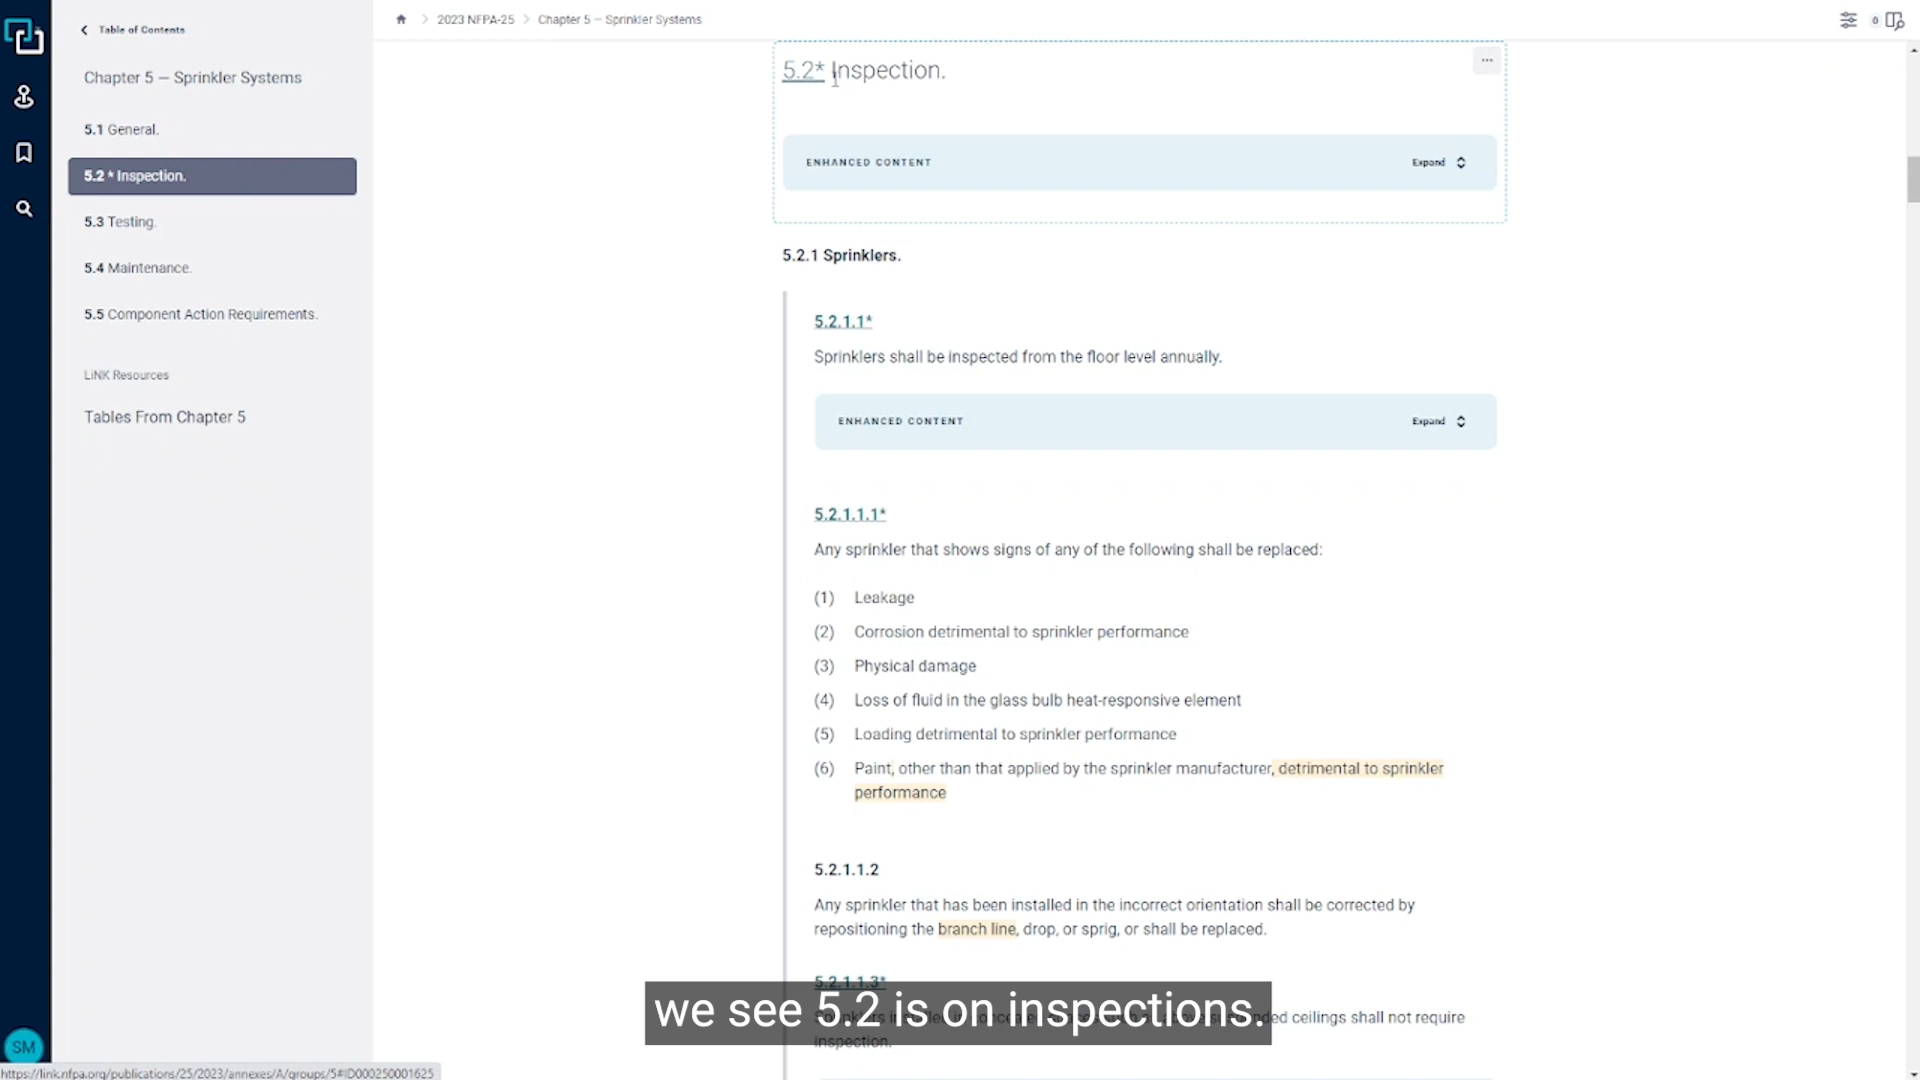 Table of Contents
2023 NFPA-25
Chapter 5 – Sprinkler Systems
0
Chapter 5 – Sprinkler Systems
5.1 General.
5.2 * Inspection.
5.3 Testing.
5.4 Maintenance.
5.5 Component Action Requirements.
LiNK Resources
Tables From Chapter 5
5.2* Inspection.
ENHANCED CONTENT
Expand
5.2.1 Sprinklers.
5.2.1.1*
Sprinklers shall be inspected from the floor level annually.
ENHANCED CONTENT
Expand
5.2.1.1.1*
Any sprinkler that shows signs of any of the following shall be replaced:
(1) Leakage
(2) Corrosion detrimental to sprinkler performance
(3) Physical damage
(4) Loss of fluid in the glass bulb heat-responsive element
(5) Loading detrimental to sprinkler performance
(6) Paint, other than that applied by the sprinkler manufacturer, detrimental to sprinkler
performance
5.2.1.1.2
Any sprinkler that has been installed in the incorrect orientation shall be corrected by
repositioning the branch line, drop, or sprig, or shall be replaced.
5.2.1.1.3*
ceilings shall not require
inspection.
we see 5.2 is on inspections.
SM
https://link.nfpa.org/publications/25/2023/annexes/A/groups/5#ID000250001625